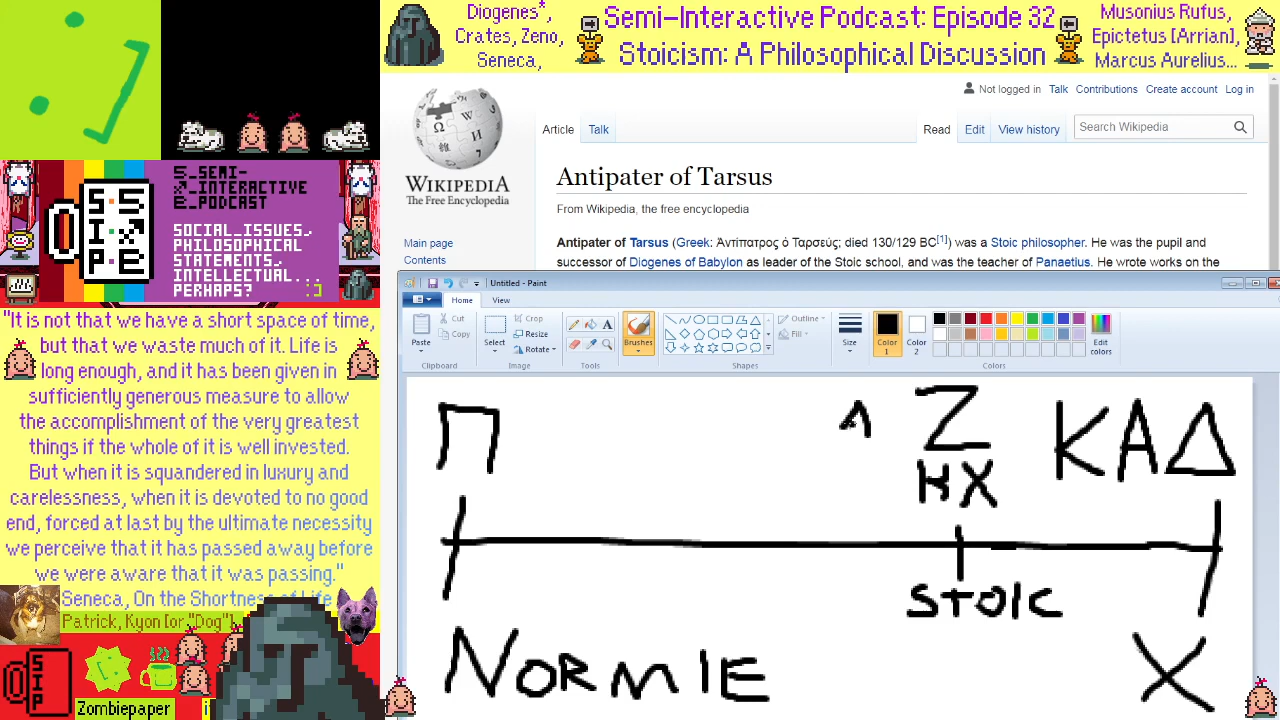 Diogenes*,
Crates, Zeno,
Seneca,
Semi-Interactive Podcast: Episode 32
Stoicism: A Philosophical Discussion
Musonius Rufus,
Epictetus [Arrian],
Marcus Aurelius...
S_SEMI-
_INTERACTIVE
_PODCAST
SOCIAL_ISSUES,
PHILOSOPHICAL
STATEMENTS,
INTELLECTUAL...
PERHAPS? :]
"It is not that we have a short space of time,
but that we waste much of it. Life is
long enough, and it has been given in
sufficiently generous measure to allow
the accomplishment of the very greatest
things if the whole of it is well invested.
But when it is squandered in luxury and
carelessness, when it is devoted to no good
end, forced at last by the ultimate necessity
we perceive that it has passed away before
we were aware that it was passing."
Seneca, On the Shortness of Life
Patrick, Kyon [or "Dog"],
SIP
Zombiepaper
WIKIPEDIA
The Free Encyclopedia
Main page
Contents
Not logged in Talk Contributions Create account Log in
Article Talk Read Edit View history Search Wikipedia
Antipater of Tarsus
From Wikipedia, the free encyclopedia
Antipater of Tarsus (Greek: Ἀντίπατρος ὁ Ταρσεύς; died 130/129 BC)[1]) was a Stoic philosopher. He was the pupil and
successor of Diogenes of Babylon as leader of the Stoic school, and was the teacher of Panaetius. He wrote works on the
Untitled - Paint
Home View
Paste Cut Copy Select Crop Resize Rotate A Brushes Outline Fill Size Color 1 Color 2 Edit colors
Clipboard Image Tools Shapes Colors
Π Z ΚΑΔ
HX
STOIC
NORMIE X